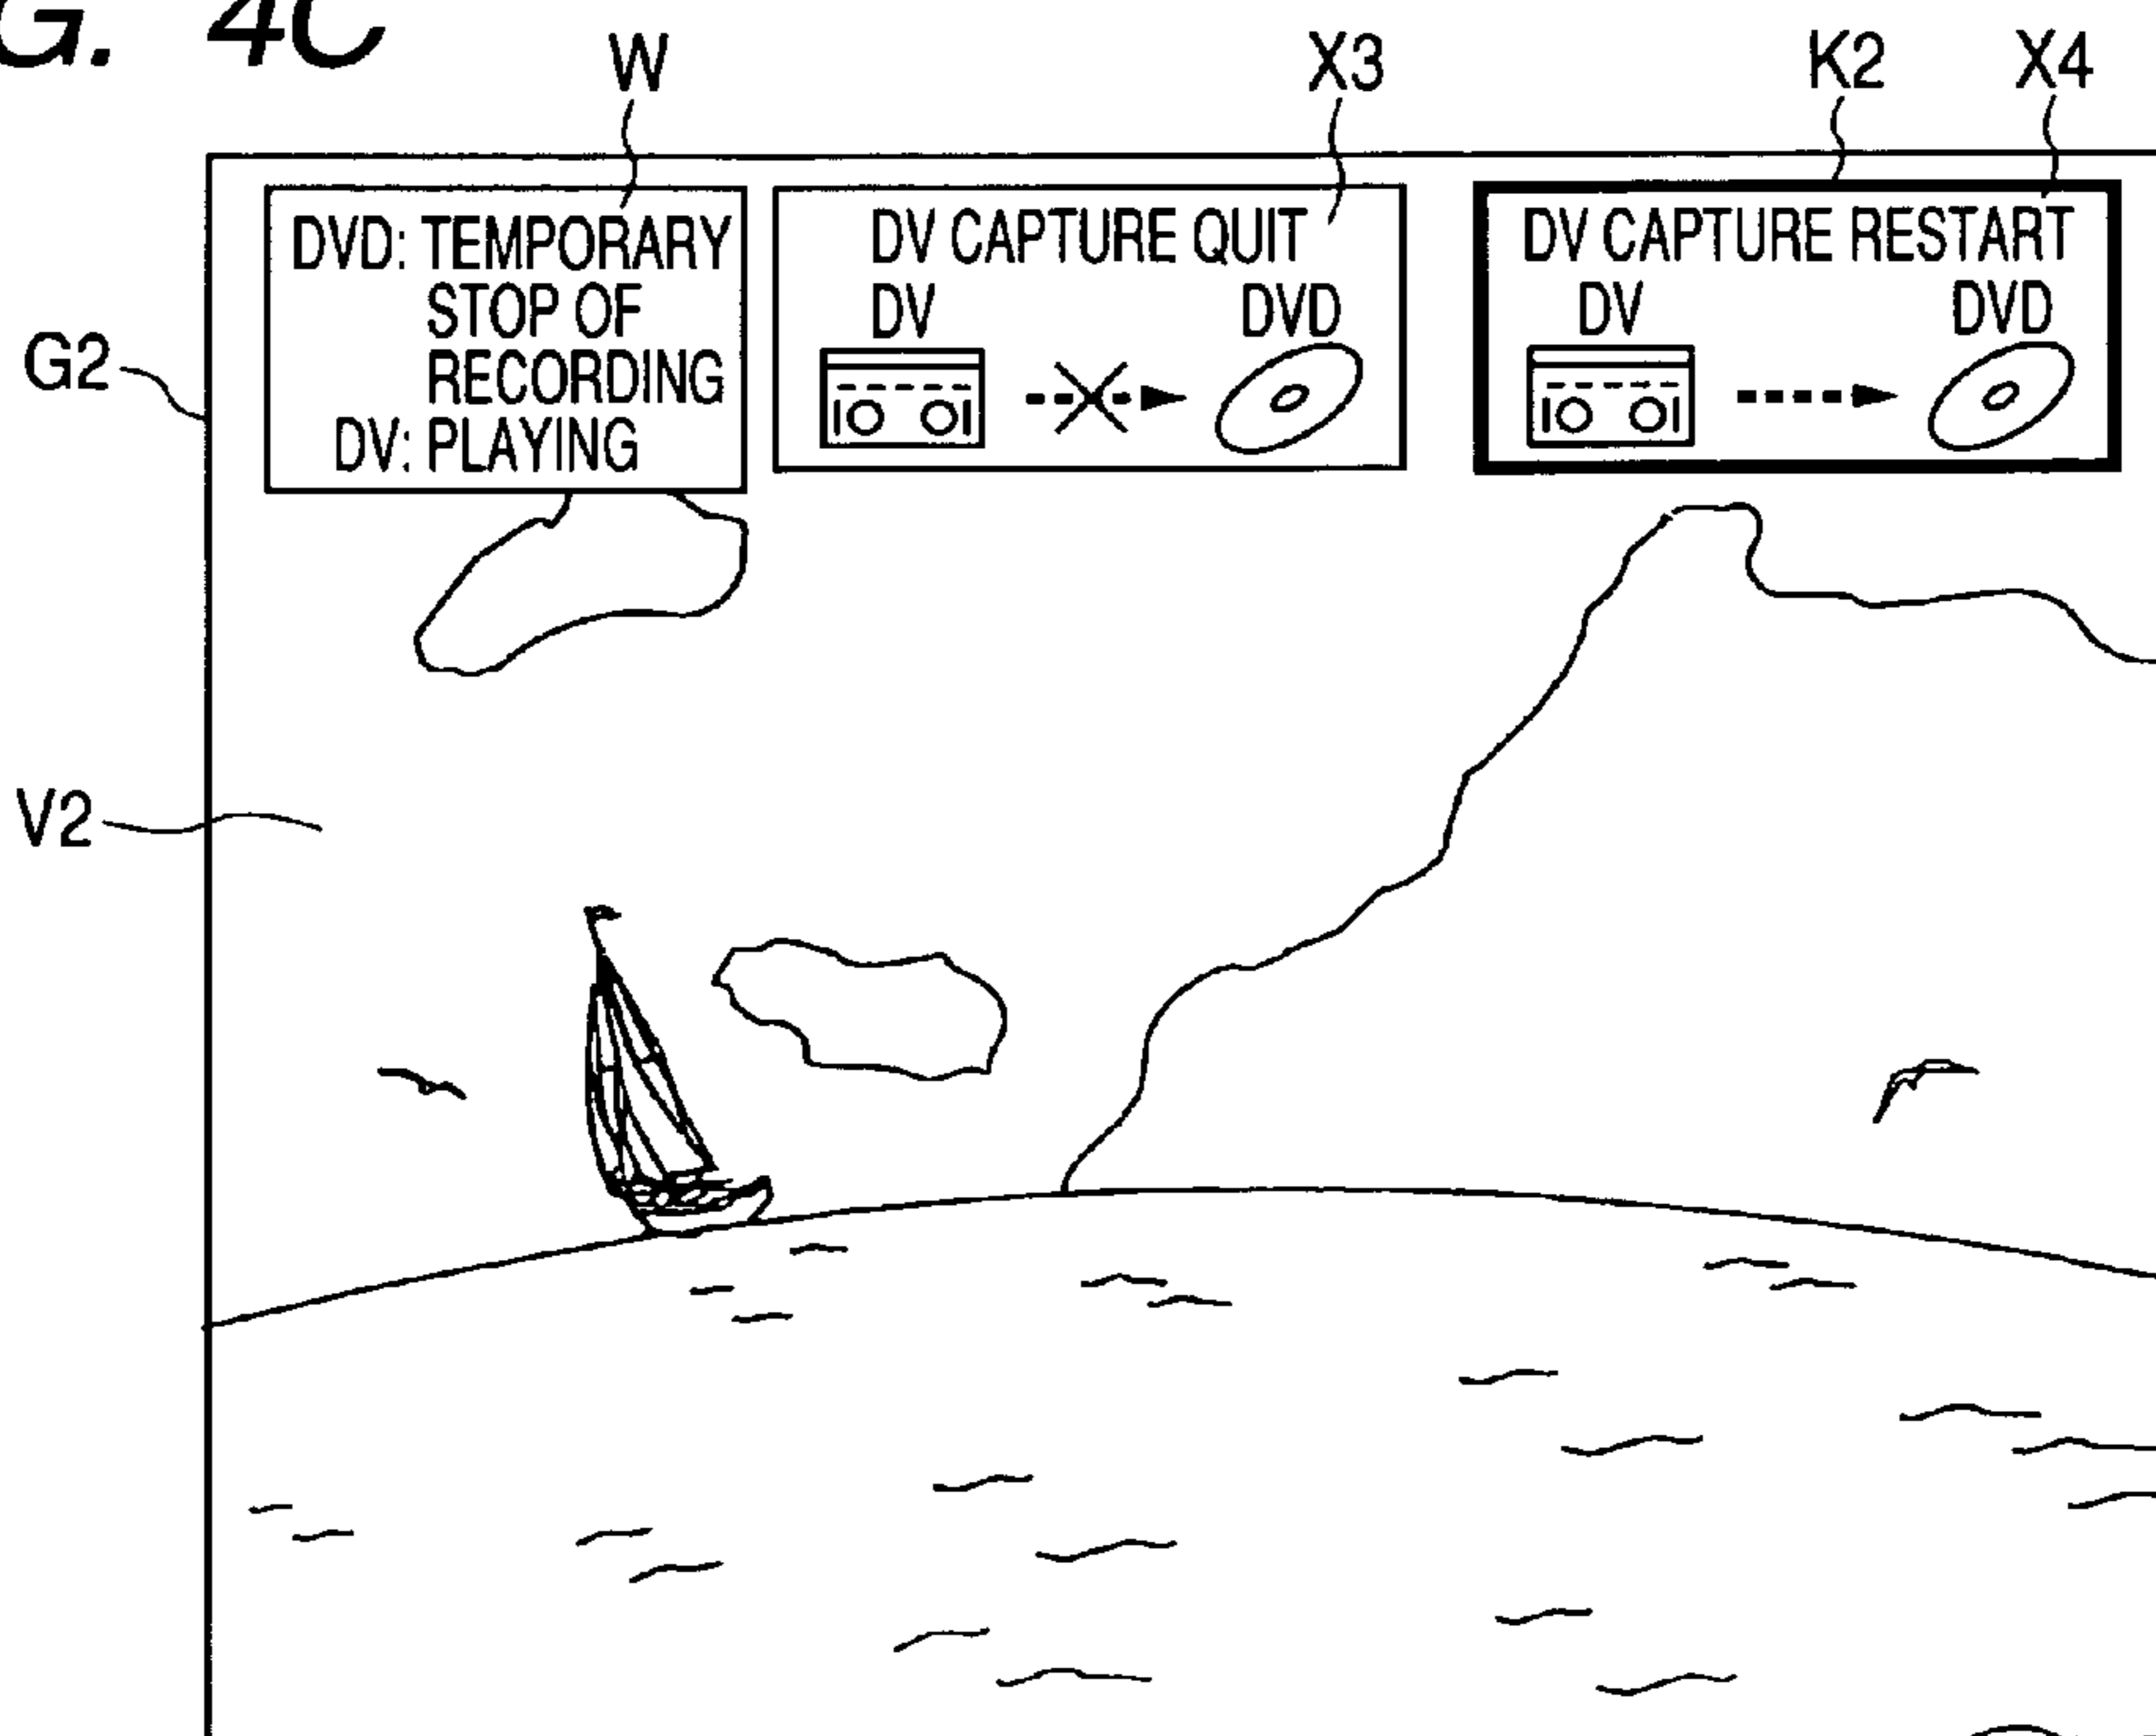 G. 4C
W X3 K2 X4
DVD: TEMPORARY
STOP OF
RECORDING
DV: PLAYING
DV CAPTURE QUIT
DV DVD
DV CAPTURE RESTART
DV DVD
G2
V2